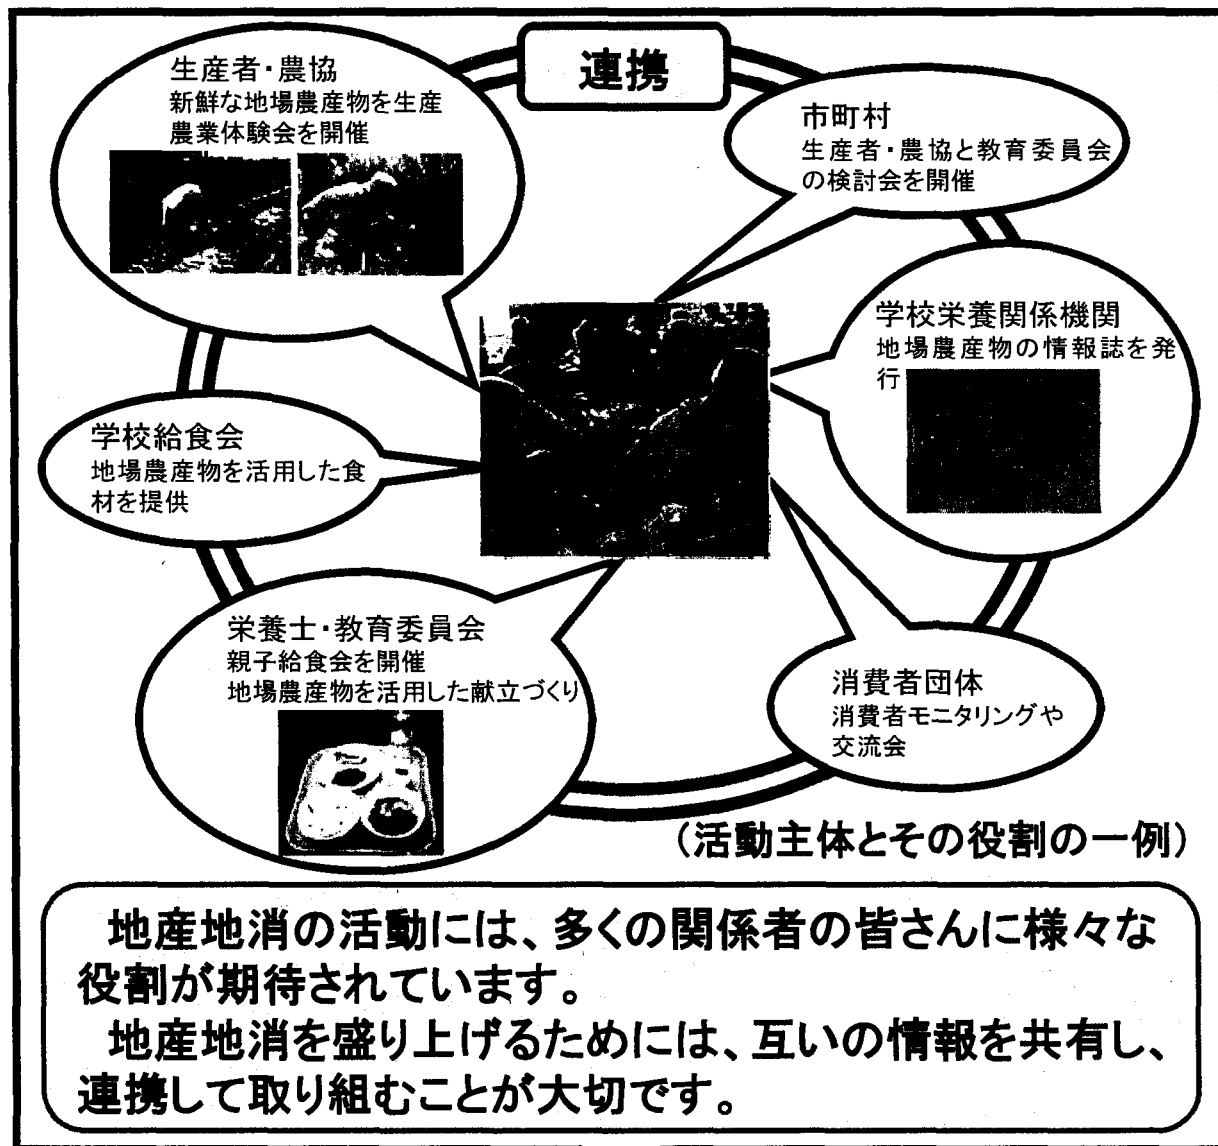 連携
生産者・農協
新鮮な地場農産物を生産
農業体験会を開催
市町村
生産者・農協と教育委員会
の検討会を開催
学校栄養関係機関
地場農産物の情報誌を発
行
学校給食会
地場農産物を活用した食
材を提供
栄養士・教育委員会
親子給食会を開催
地場農産物を活用した献立づくり
消費者団体
消費者モニタリングや
交流会
（活動主体とその役割の一例）
地産地消の活動には、多くの関係者の皆さんに様々な
役割が期待されています。
地産地消を盛り上げるためには、互いの情報を共有し、
連携して取り組むことが大切です。